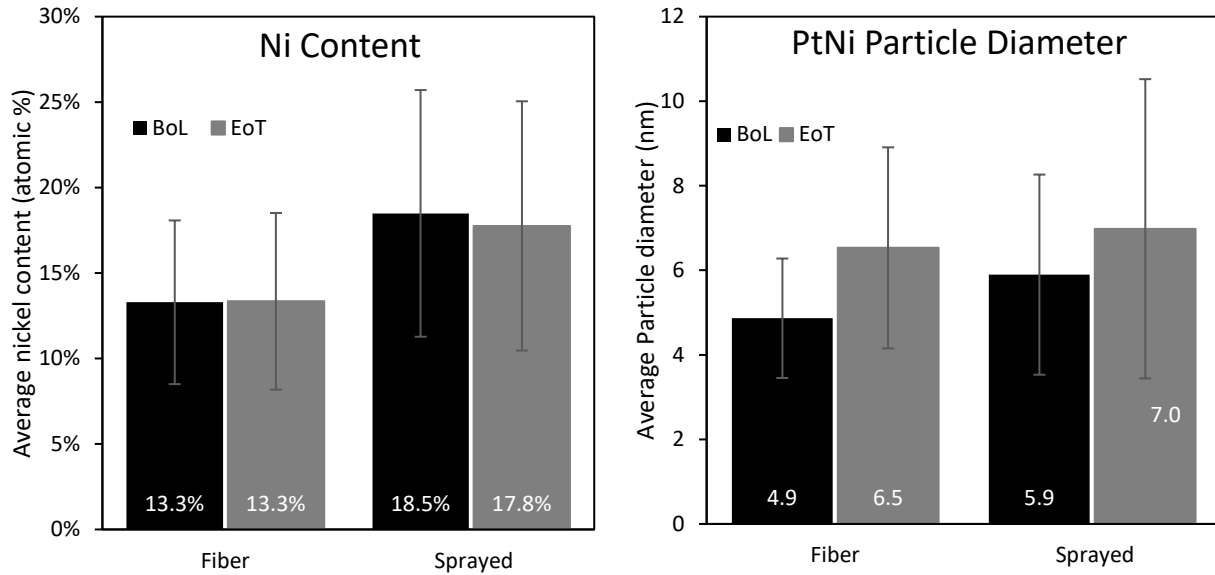 Ni Content
Average nickel content (atomic %)
30%
25%
20%
15%
10%
5%
0%
BoL
EoT
13.3%
13.3%
18.5%
17.8%
Fiber
Sprayed
PtNi Particle Diameter
Average Particle diameter (nm)
12
10
8
6
4
2
0
BoL
EoT
4.9
6.5
5.9
7.0
Fiber
Sprayed